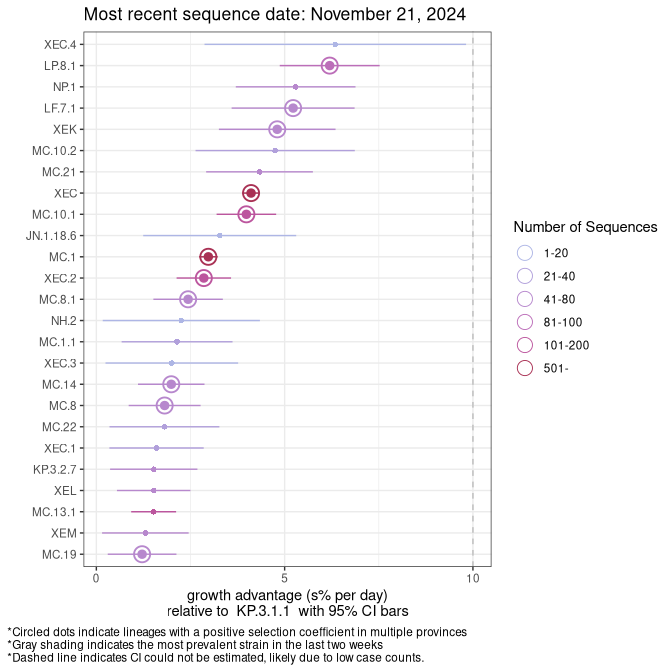 Most recent sequence date: November 21, 2024
XEC.4
LP.8.1
NP.1
LF.7.1
XEK
MC.10.2
MC.21
XEC
MC.10.1
JN.1.18.6
MC.1
XEC.2
MC.8.1
NH.2
MC.1.1
XEC.3
MC.14
MC.8
MC.22
XEC.1
KP.3.2.7
XEL
MC.13.1
XEM
MC.19
0 5 10
growth advantage (s% per day)
relative to KP.3.1.1 with 95% CI bars
Number of Sequences
1-20
21-40
41-80
81-100
101-200
501-
*Circled dots indicate lineages with a positive selection coefficient in multiple provinces
*Gray shading indicates the most prevalent strain in the last two weeks
*Dashed line indicates CI could not be estimated, likely due to low case counts.